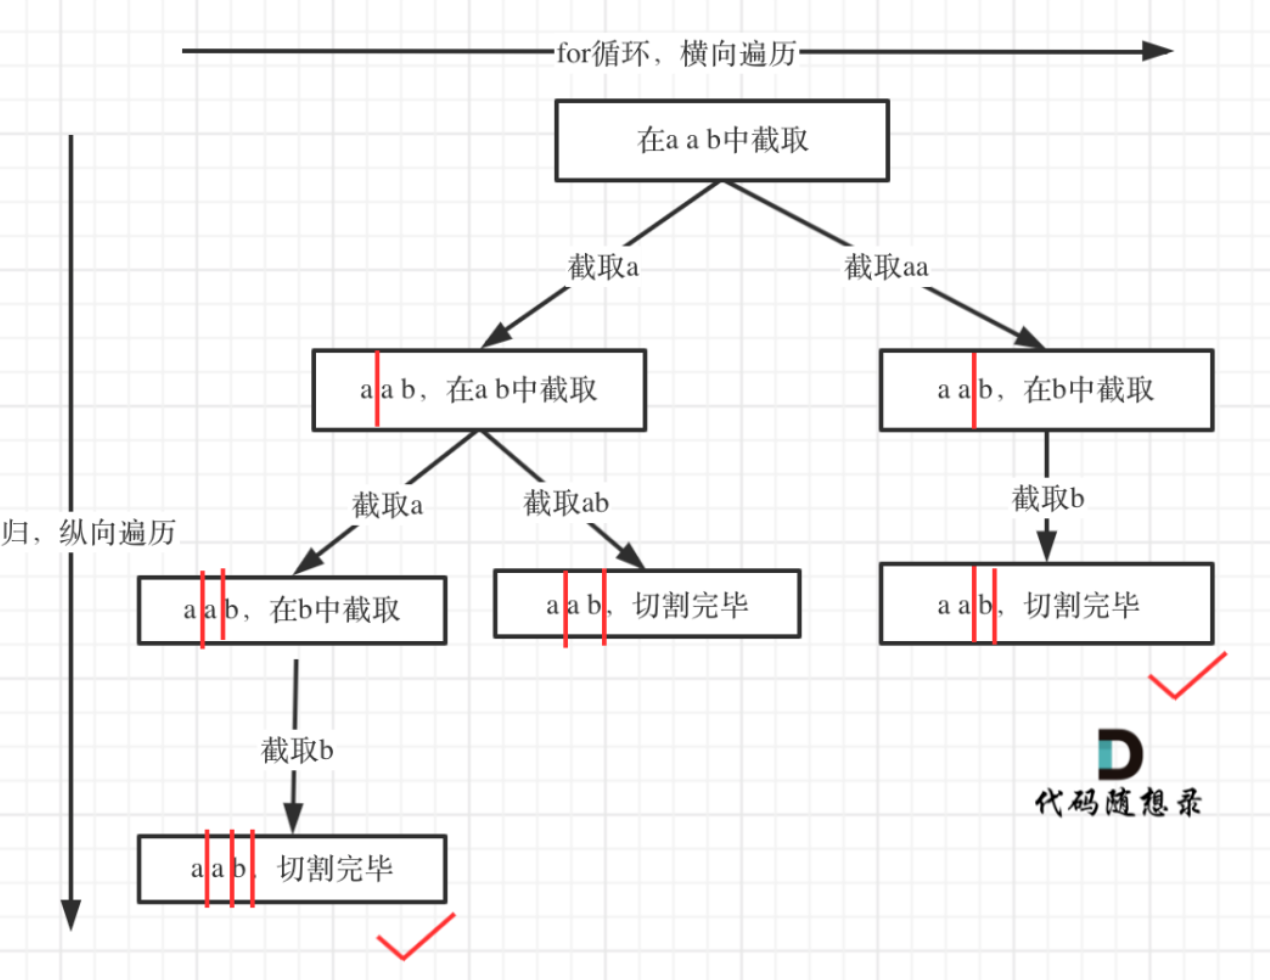 for循环，横向遍历
在a a b中截取
截取a
截取aa
a a b，在a b中截取
a a b，在b中截取
截取a
截取ab
截取b
归，纵向遍历
a a b，在b中截取
a a b，切割完毕
a a b，切割完毕
截取b
代码随想录
a a b，切割完毕